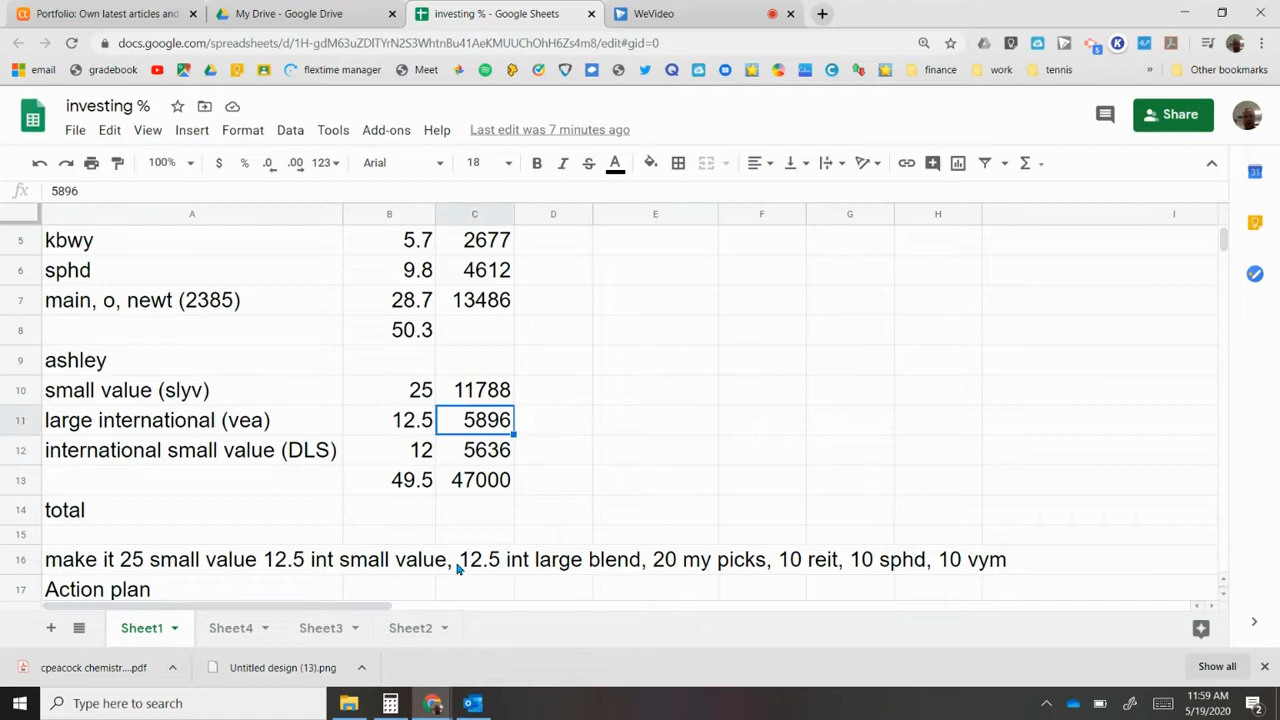 Portfolio: Own latest articles and
My Drive - Google Drive
investing % - Google Sheets
WeVideo
docs.google.com/spreadsheets/d/1H-gdM63uZDlTYrN2S3WhtnBu41AeKMUUChOhH6Zs4m8/edit#gid=0
email
gradebook
flextime manager
Meet
finance
work
tennis
Other bookmarks
investing %
File Edit View Insert Format Data Tools Add-ons Help Last edit was 7 minutes ago
Share
100% $ % .0 .00 123 Arial 18 B I S A
fx 5896
A B C D E F G H I
5 kbwy 5.7 2677
6 sphd 9.8 4612
7 main, o, newt (2385) 28.7 13486
8 50.3
9 ashley
10 small value (slyv) 25 11788
11 large international (vea) 12.5 5896
12 international small value (DLS) 12 5636
13 49.5 47000
14 total
15
16 make it 25 small value 12.5 int small value, 12.5 int large blend, 20 my picks, 10 reit, 10 sphd, 10 vym
17 Action plan
Sheet1 Sheet4 Sheet3 Sheet2
cpeacock chemistr....pdf
Untitled design (13).png
Show all
Type here to search
11:59 AM
5/19/2020
2